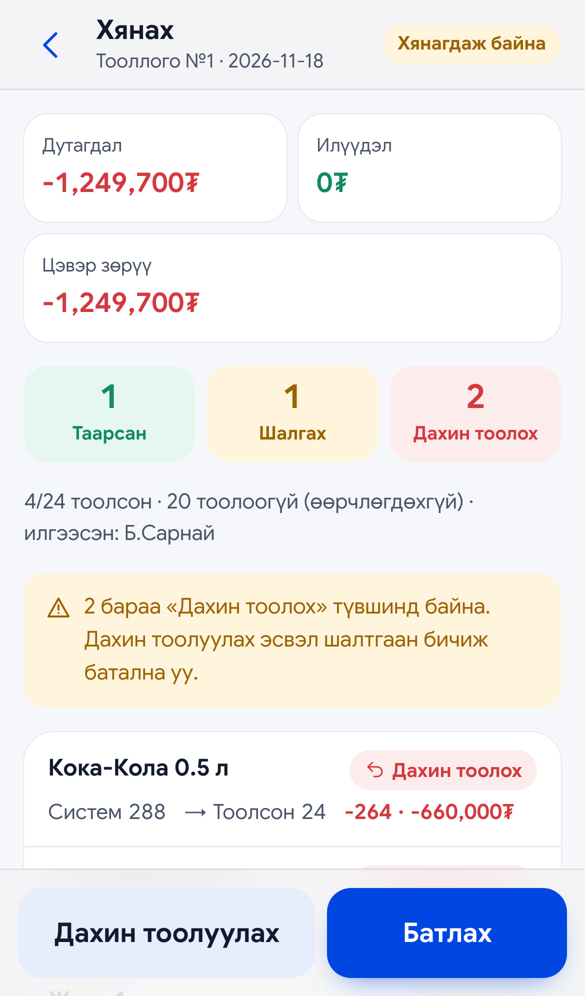 Хянах
Тооллого №1 · 2026-11-18
Хянагдаж байна
Дутагдал
-1,249,700₮
Илүүдэл
0₮
Цэвэр зөрүү
-1,249,700₮
1
Таарсан
1
Шалгах
2
Дахин тоолох
4/24 тоолсон · 20 тоолоогүй (өөрчлөгдөхгүй) ·
илгээсэн: Б.Сарнай
2 бараа «Дахин тоолох» түвшинд байна.
Дахин тоолуулах эсвэл шалтгаан бичиж
батална уу.
Кока-Кола 0.5 л
Дахин тоолох
Систем 288 → Тоолсон 24 -264 · -660,000₮
Дахин тоолуулах
Батлах